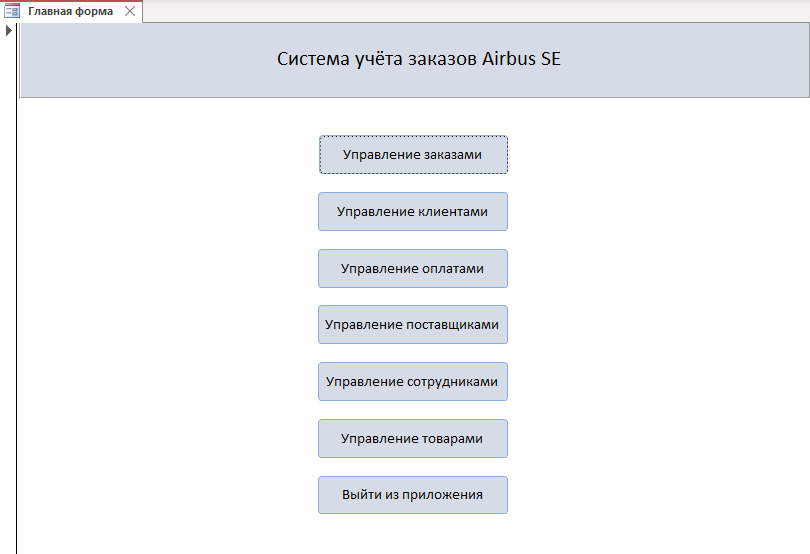 Главная форма
Система учёта заказов Airbus SE
Управление заказами
Управление клиентами
Управление оплатами
Управление поставщиками
Управление сотрудниками
Управление товарами
Выйти из приложения